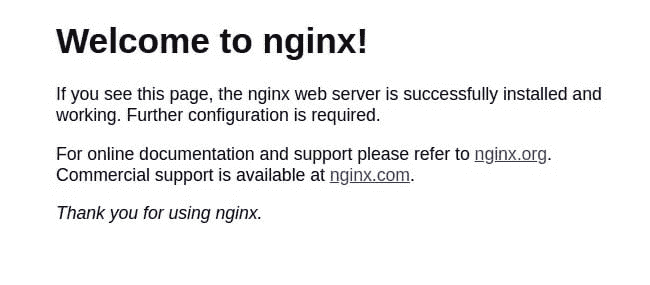 Welcome to nginx!
If you see this page, the nginx web server is successfully installed and
working. Further configuration is required.
For online documentation and support please refer to nginx.org.
Commercial support is available at nginx.com.
Thank you for using nginx.